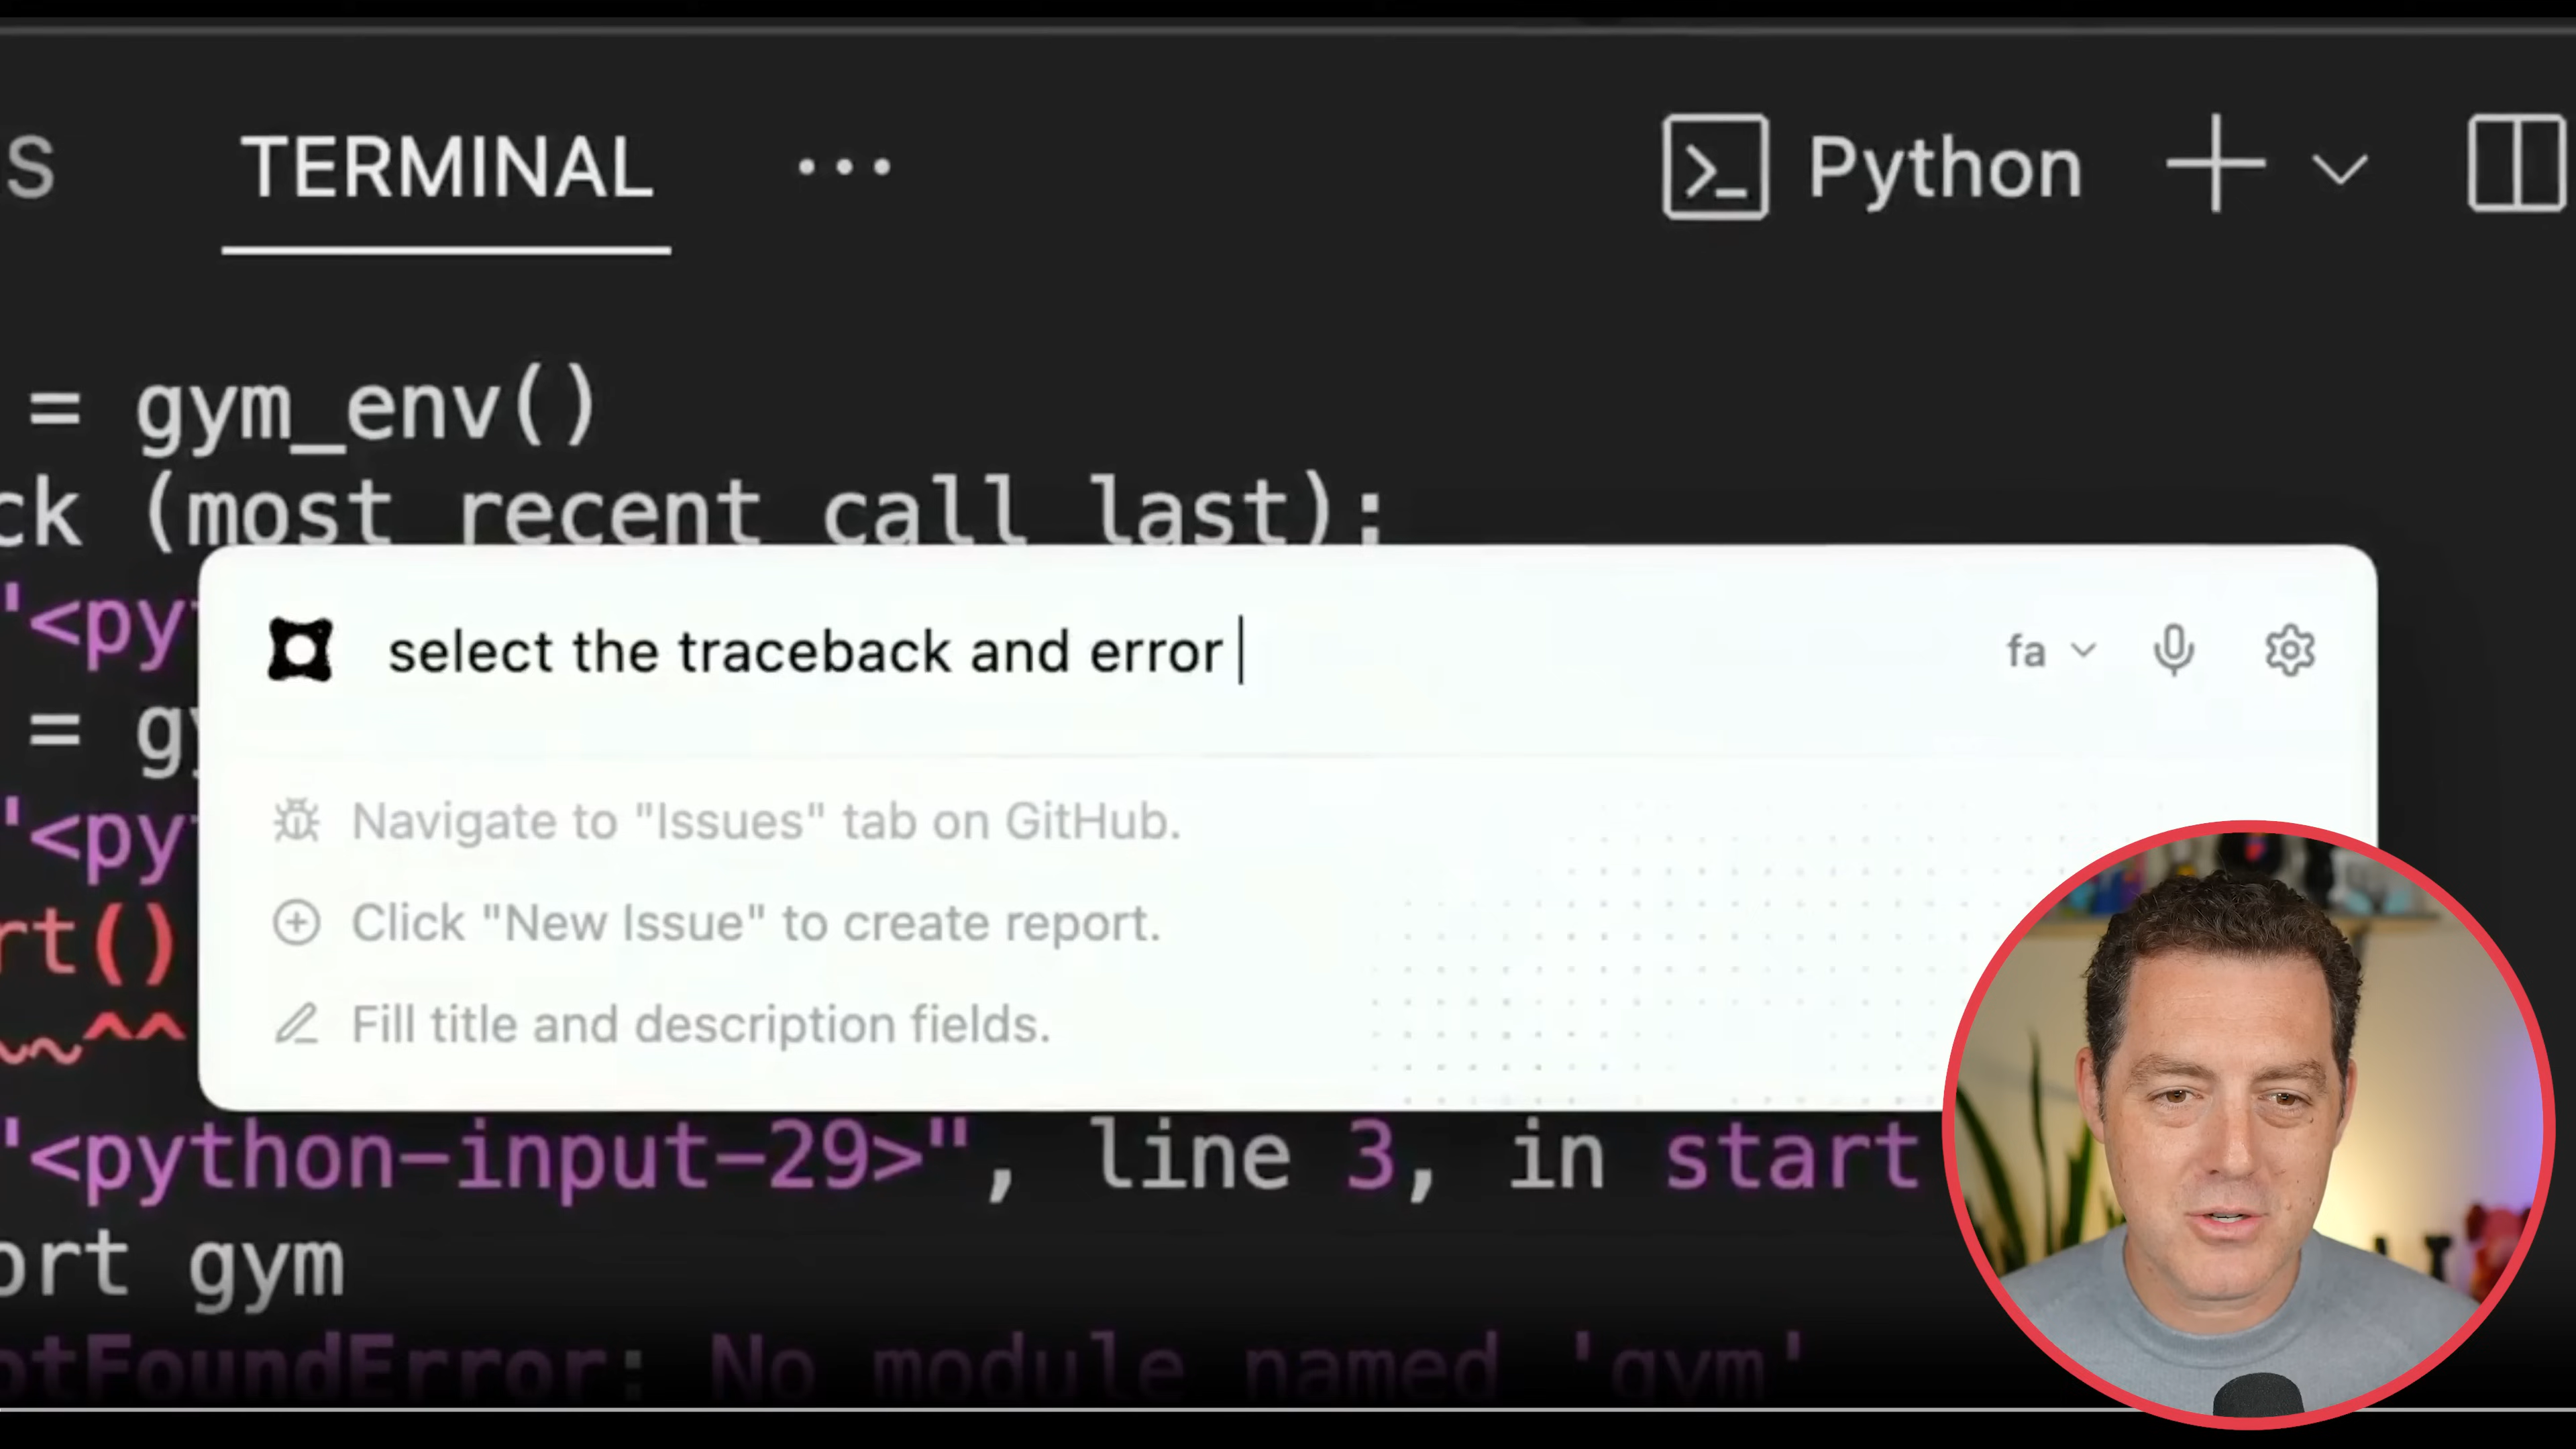 S TERMINAL ... Python
= gym_env()
ck (most recent call last):
"<py
select the traceback and error
fa
= gy
Navigate to "Issues" tab on GitHub.
"<py
Click "New Issue" to create report.
rt()
Fill title and description fields.
~~^^
"<python-input-29>", line 3, in start
ort gym
otFoundError: No module named 'gym'